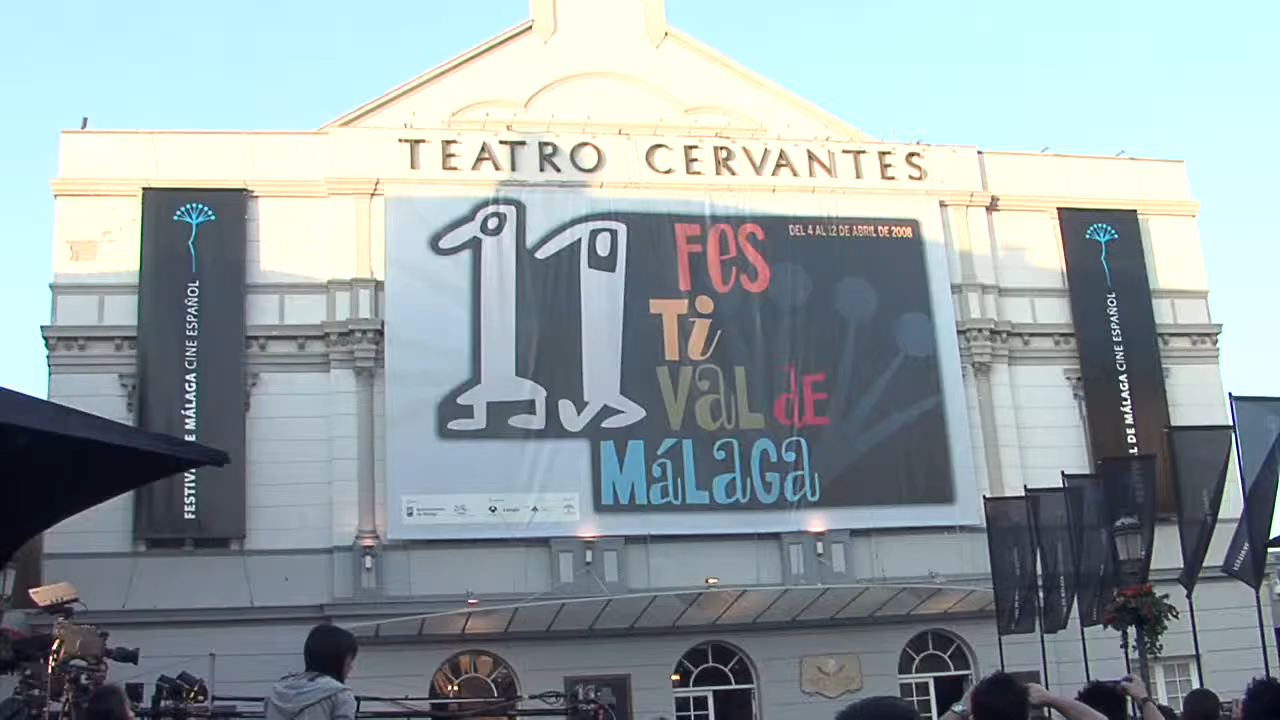 TEATRO CERVANTES
FESTIVAL DE MÁLAGA CINE ESPAÑOL
11
FES
DEL 4 AL 12 DE ABRIL DE 2008
Ti
VaL dE
MÁLaGa
L DE MÁLAGA CINE ESPAÑOL